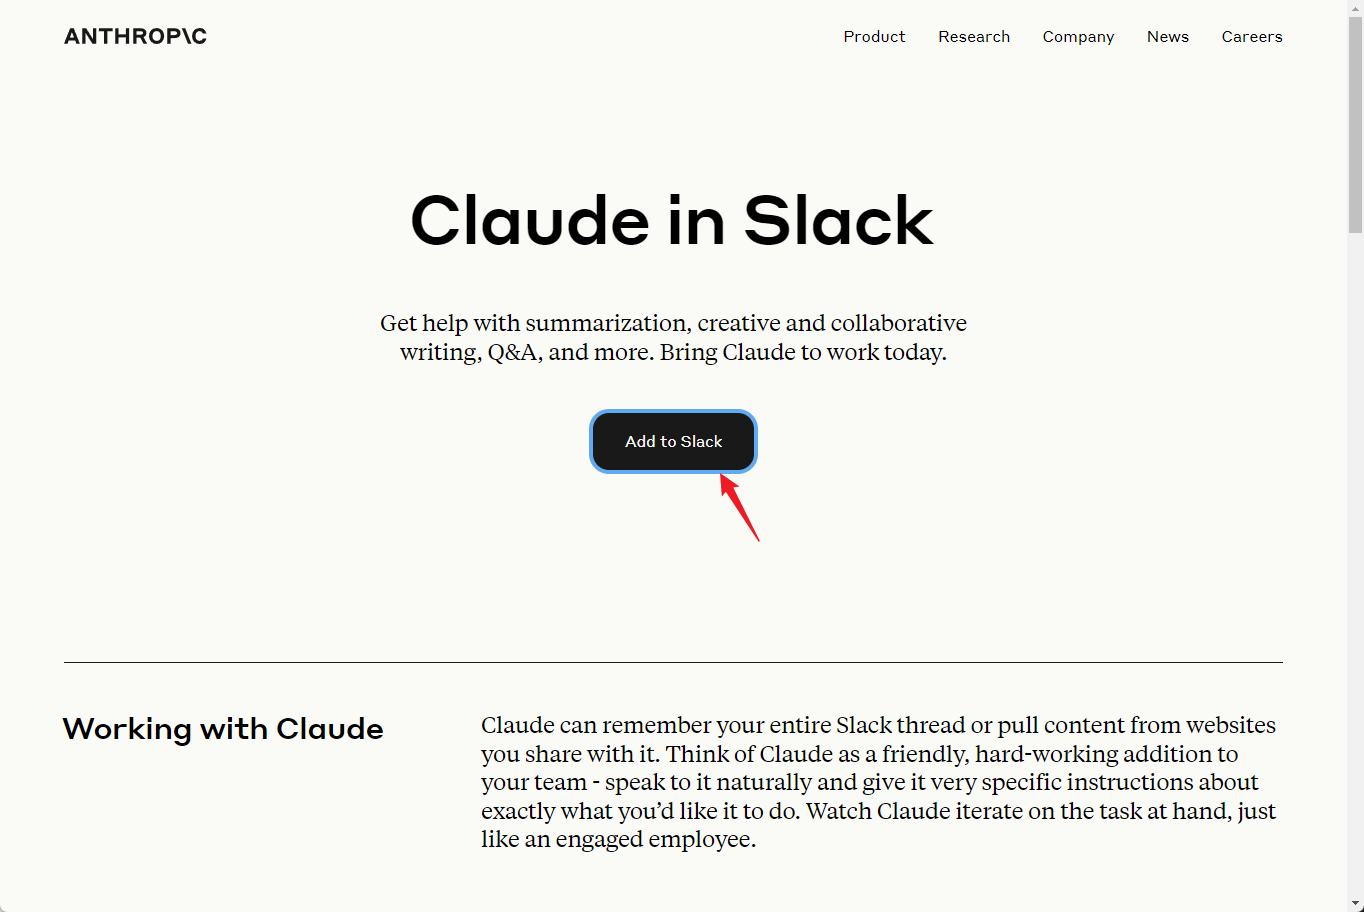 ANTHROP\C
Product Research Company News Careers
Claude in Slack
Get help with summarization, creative and collaborative
writing, Q&A, and more. Bring Claude to work today.
Add to Slack
Working with Claude
Claude can remember your entire Slack thread or pull content from websites
you share with it. Think of Claude as a friendly, hard-working addition to
your team - speak to it naturally and give it very specific instructions about
exactly what you’d like it to do. Watch Claude iterate on the task at hand, just
like an engaged employee.